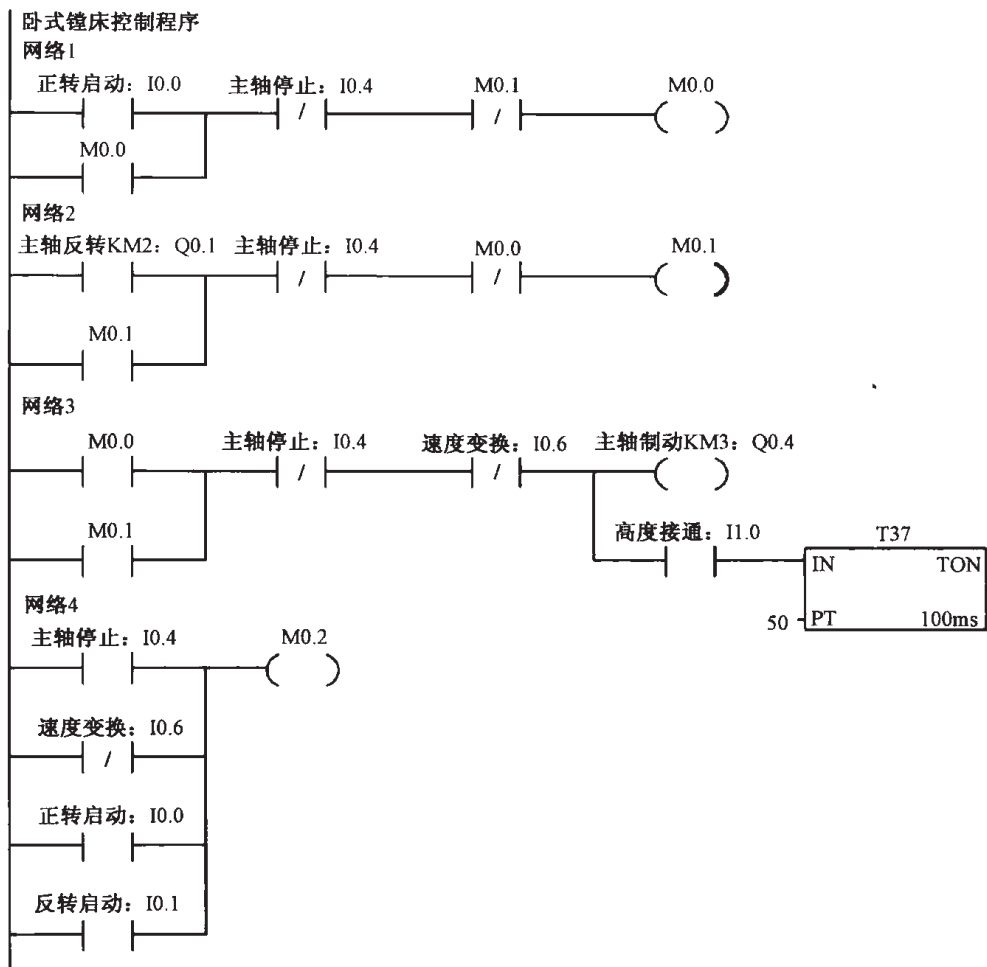 卧式镗床控制程序
网络1
正转启动：I0.0 主轴停止：I0.4 M0.1 M0.0
/ /
M0.0
网络2
主轴反转KM2：Q0.1 主轴停止：I0.4 M0.0 M0.1
/ /
M0.1
网络3
M0.0 主轴停止：I0.4 速度变换：I0.6 主轴制动KM3：Q0.4
/ /
M0.1 高度接通：I1.0 T37
IN TON
网络4
50 PT 100ms
主轴停止：I0.4 M0.2
速度变换：I0.6
/
正转启动：I0.0
反转启动：I0.1